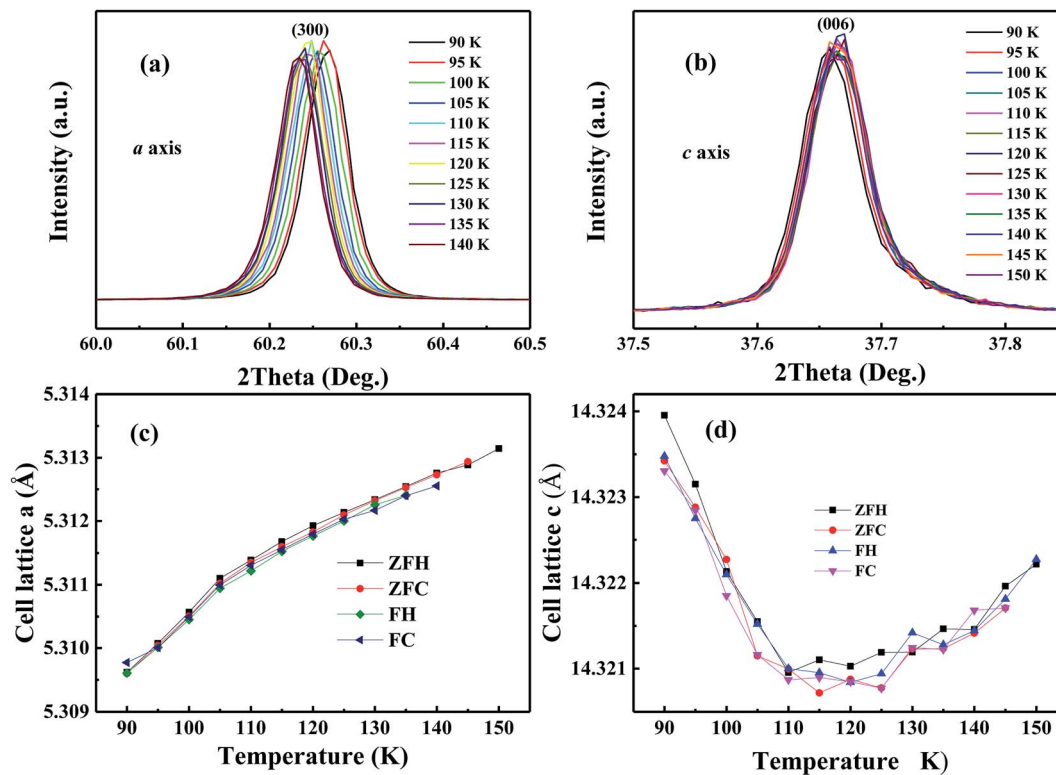 (300)
(a)
a axis
90 K
95 K
100 K
105 K
110 K
115 K
120 K
125 K
130 K
135 K
140 K
Intensity (a.u.)
60.0 60.1 60.2 60.3 60.4 60.5
2Theta (Deg.)
(006)
(b)
c axis
90 K
95 K
100 K
105 K
110 K
115 K
120 K
125 K
130 K
135 K
140 K
145 K
150 K
Intensity (a.u.)
37.5 37.6 37.7 37.8
2Theta (Deg.)
(c)
5.314
5.313
5.312
5.311
5.310
5.309
Cell lattice a (Å)
ZFH
ZFC
FH
FC
90 100 110 120 130 140 150
Temperature (K)
(d)
14.324
14.323
14.322
14.321
Cell lattice c (Å)
ZFH
ZFC
FH
FC
90 100 110 120 130 140 150
Temperature K)